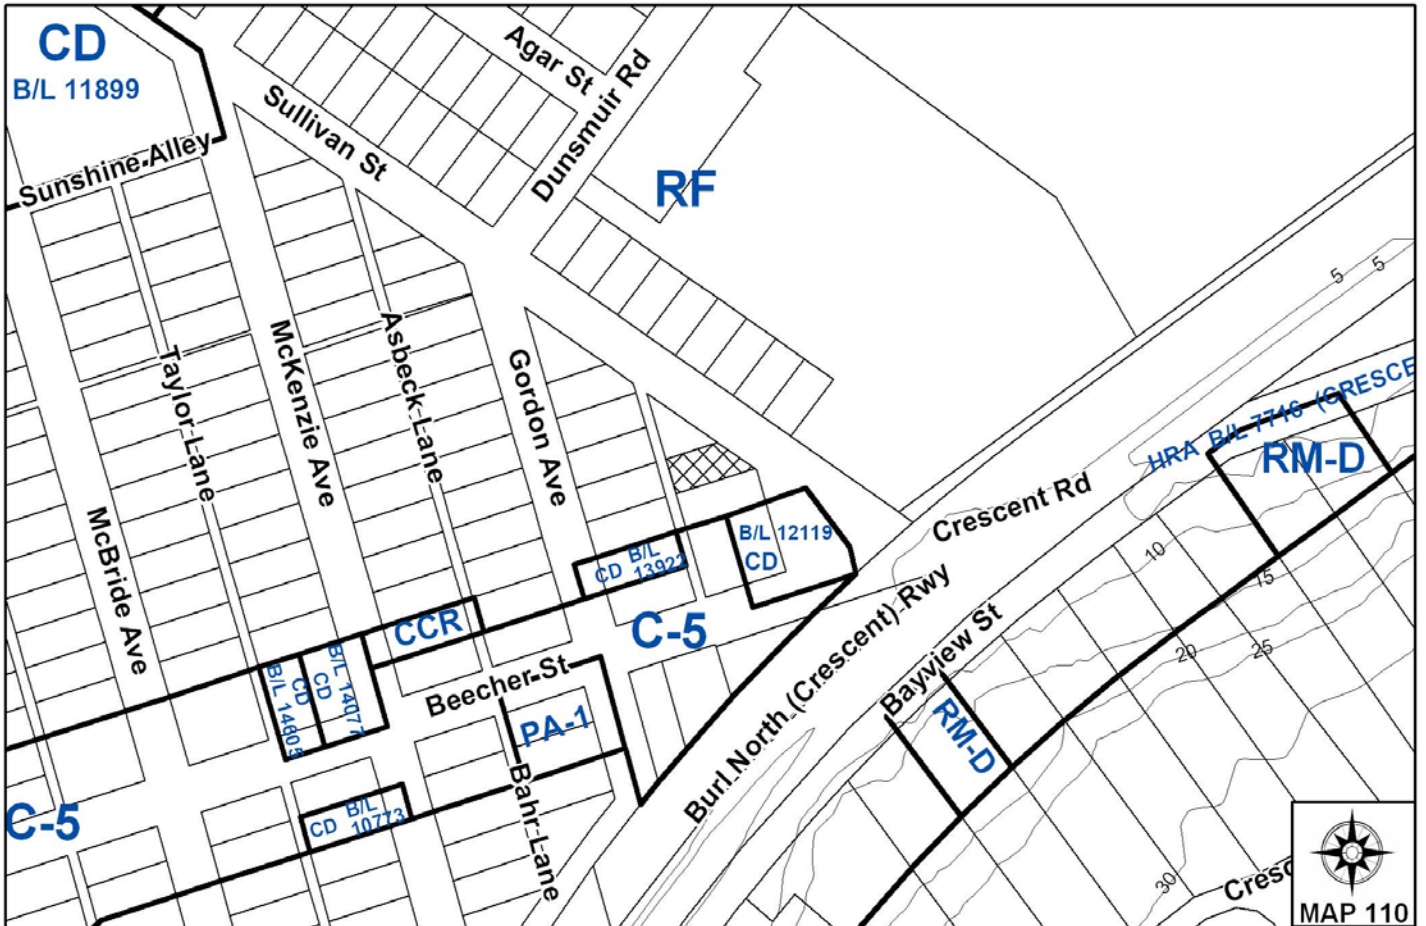 CD
B/L 11899
Agar St
Dunsmuir Rd
Sullivan St
Sunshine Alley
RF
5
5
McKenzie Ave
Asbeck Lane
Taylor Lane
Gordon Ave
HRA B/L 7716 (CRESCE
RM-D
McBride Ave
Crescent Rd
B/L 12119
CD
CD B/L 13922
10
15
CCR
C-5
20
25
B/L 14077
CD
CD
B/L 14605
Beecher St
Burl North (Crescent) Rwy
Bayview St
PA-1
RM-D
Bahr Lane
CD B/L 10773
C-5
30
Cresc
MAP 110